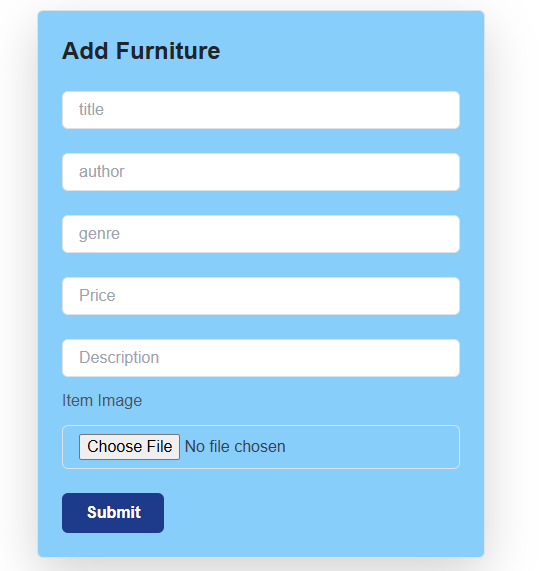 Add Furniture
title
author
genre
Price
Description
Item Image
Choose File No file chosen
Submit